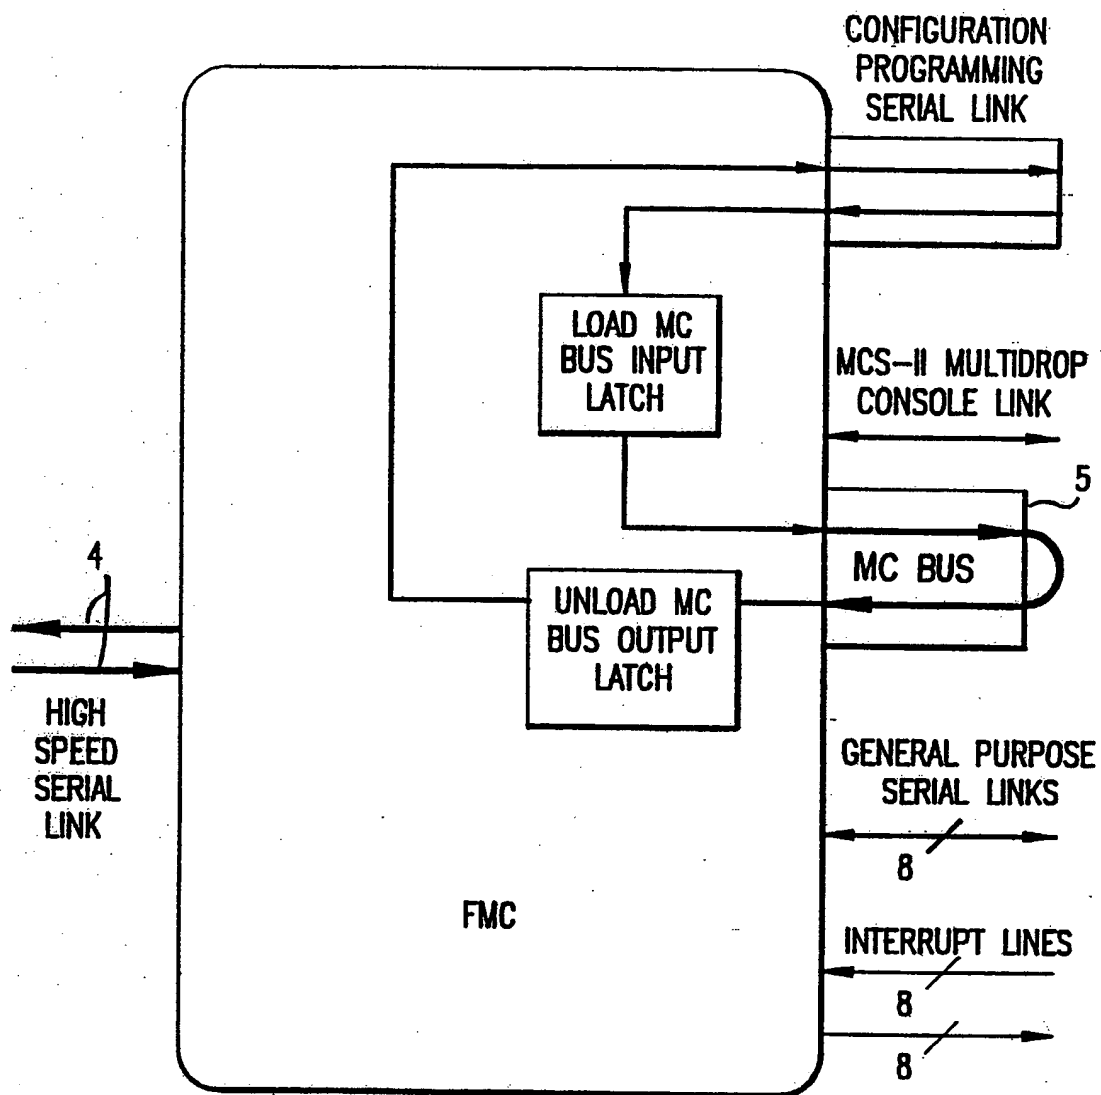 CONFIGURATION
PROGRAMMING
SERIAL LINK
LOAD MC
BUS INPUT
LATCH
MCS-II MULTIDROP
CONSOLE LINK
5
MC BUS
4
UNLOAD MC
BUS OUTPUT
LATCH
HIGH
SPEED
SERIAL
LINK
GENERAL PURPOSE
SERIAL LINKS
8
FMC
INTERRUPT LINES
8
8